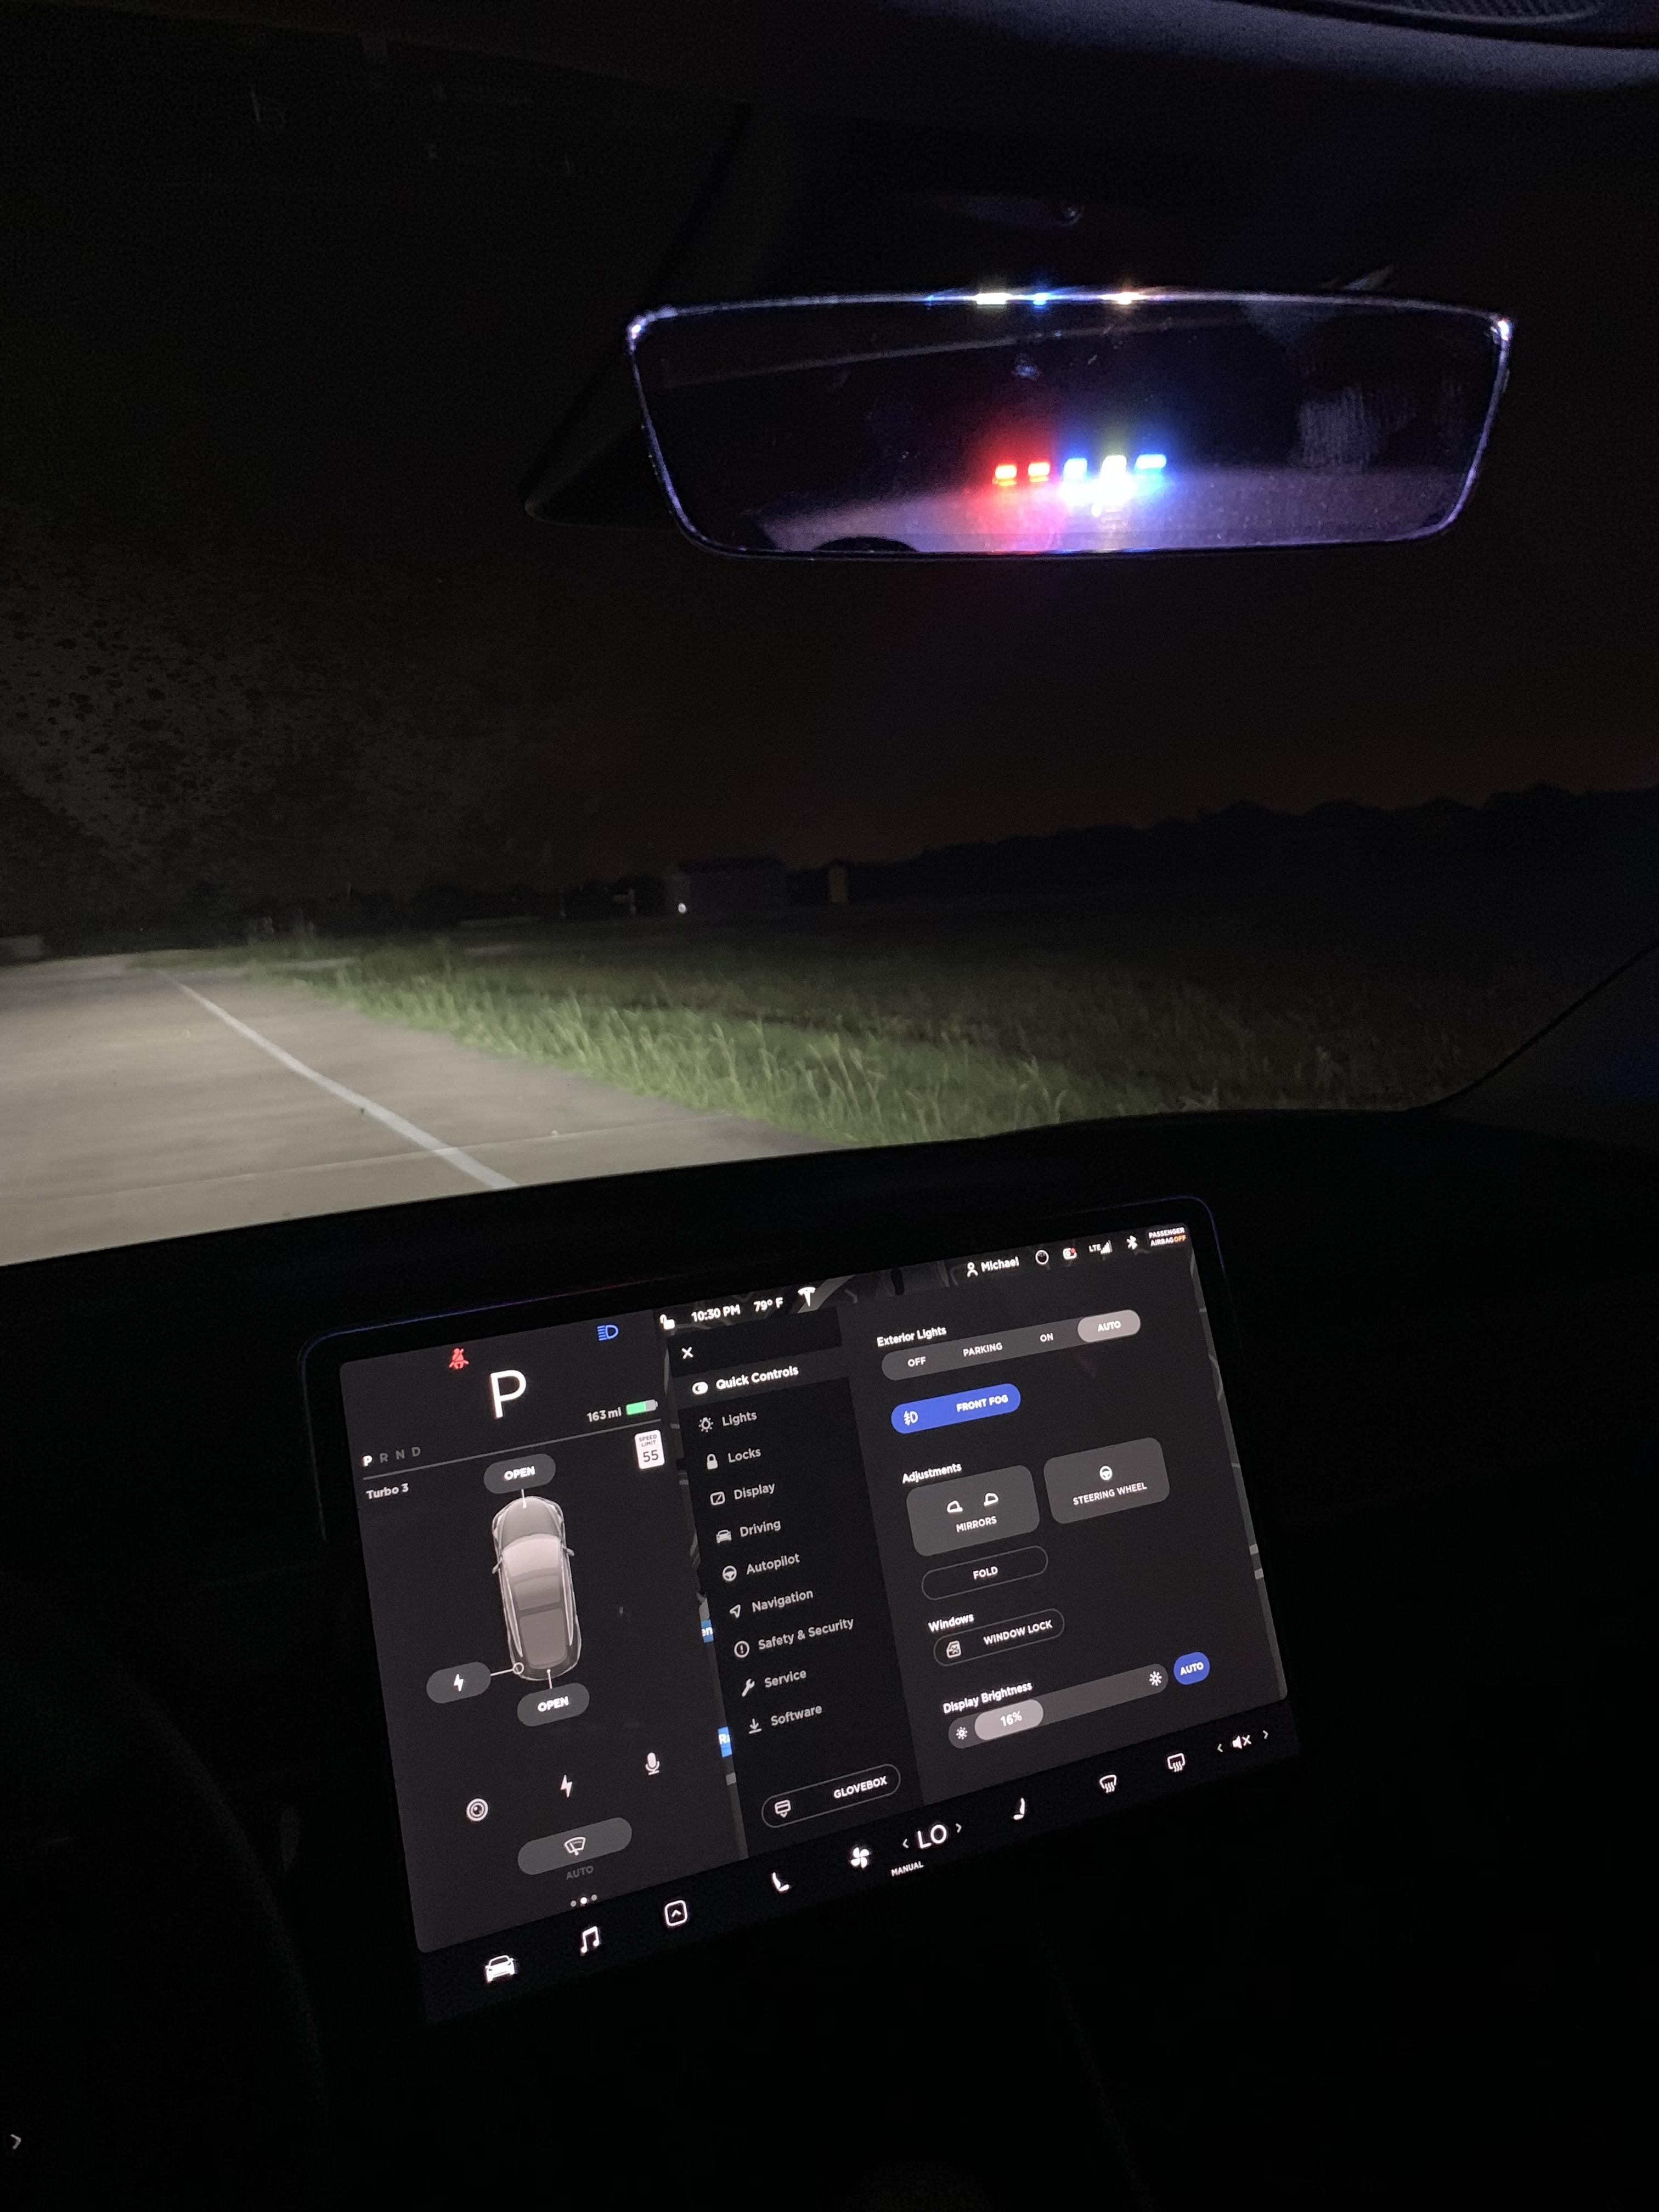 10:30 PM 79° F
Michael
LTE
PASSENGER
AIRBAG OFF
P
163 mi
P R N D
SPEED
LIMIT
55
Turbo 3
OPEN
OPEN
AUTO
Quick Controls
Lights
Locks
Display
Driving
Autopilot
Navigation
Safety & Security
Service
Software
GLOVEBOX
Exterior Lights
OFF PARKING ON AUTO
FRONT FOG
Adjustments
MIRRORS
STEERING WHEEL
FOLD
Windows
WINDOW LOCK
Display Brightness
16%
AUTO
LO
MANUAL